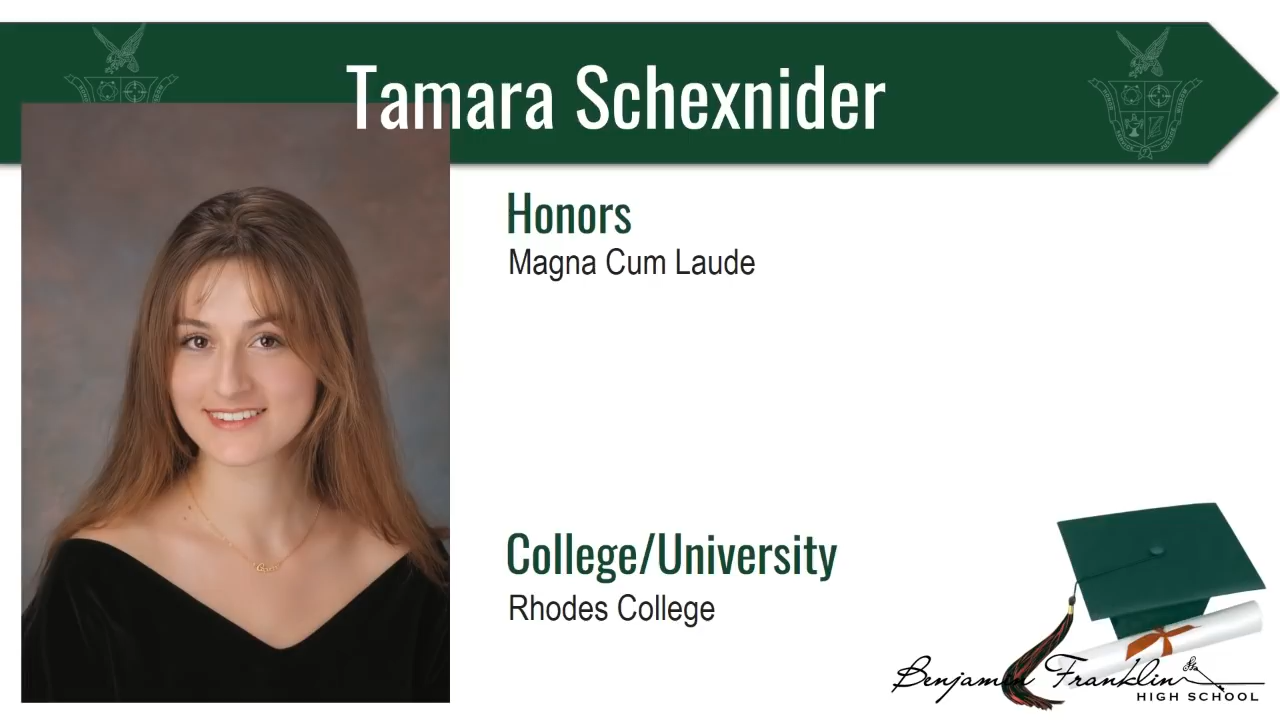 Tamara Schexnider
Honors
Magna Cum Laude
College/University
Rhodes College
Benjamin Franklin
HIGH SCHOOL